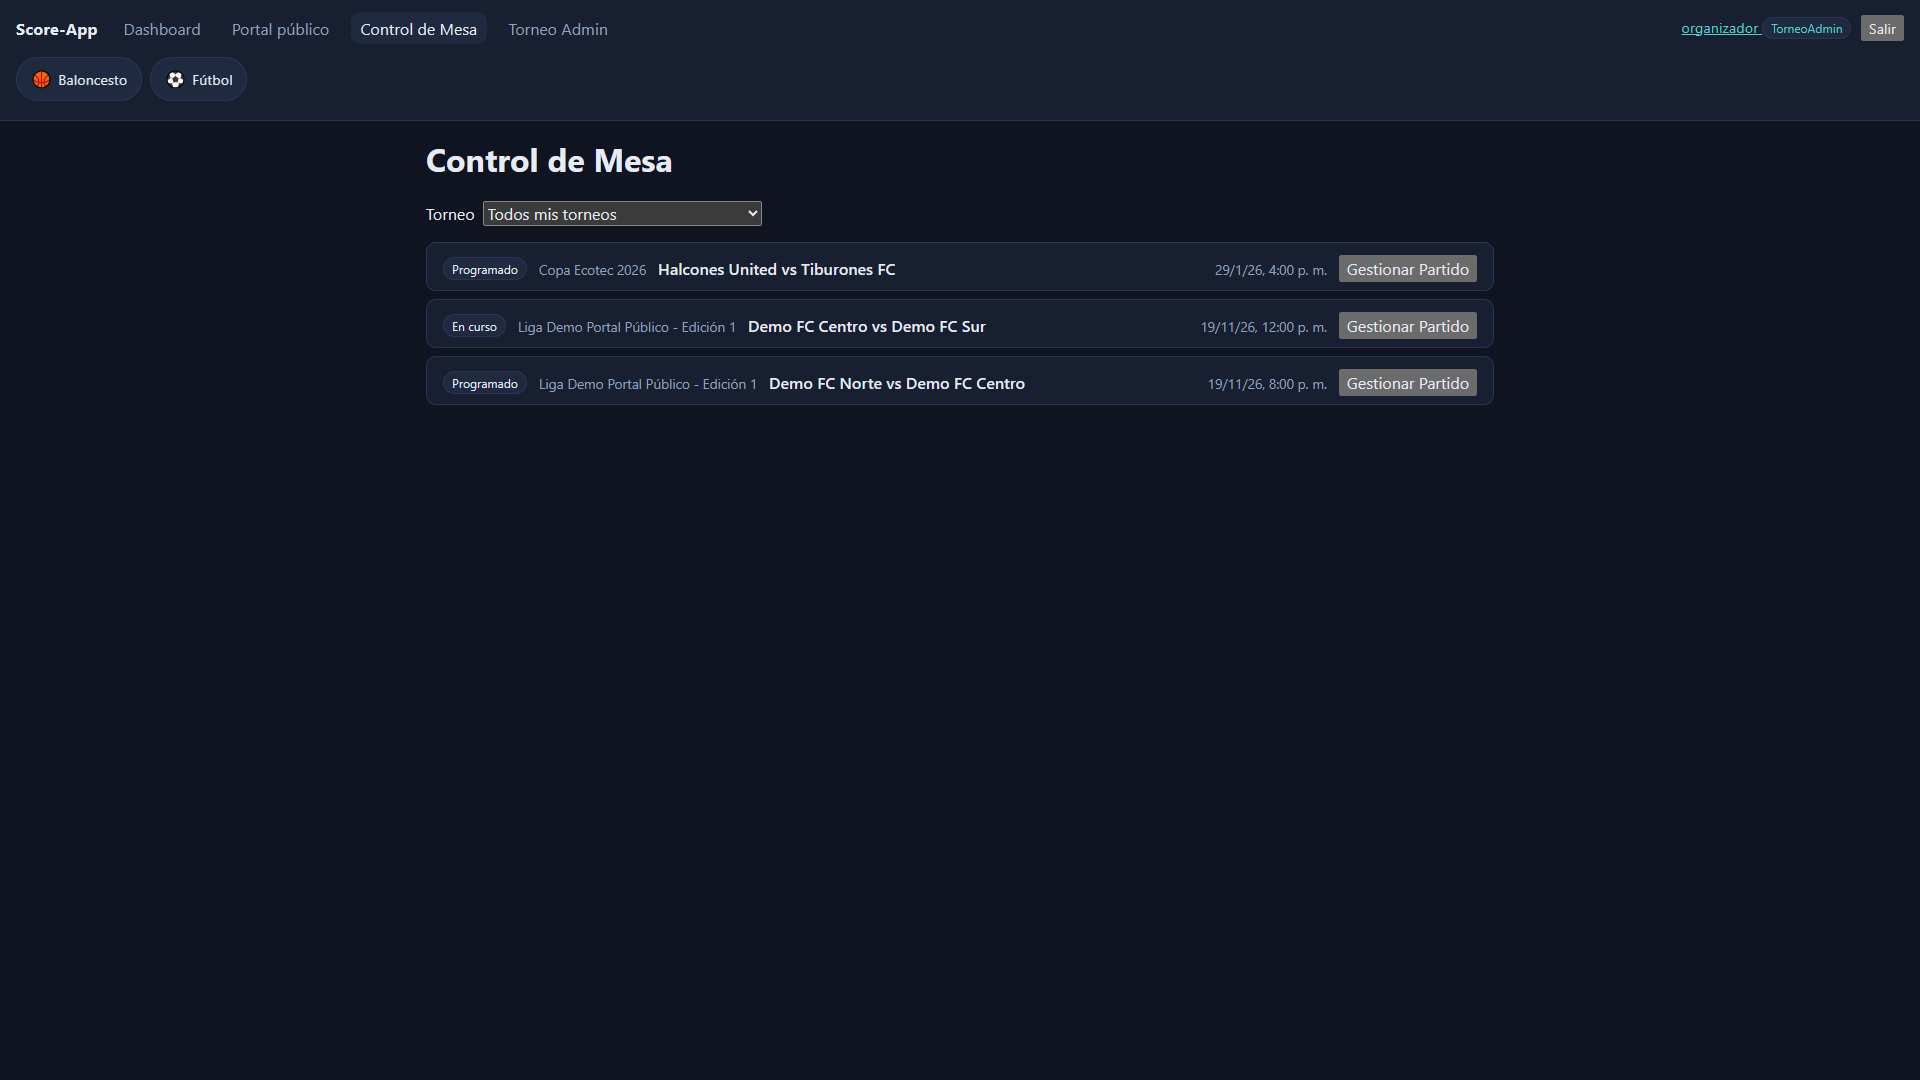 Score-App Dashboard Portal público Control de Mesa Torneo Admin organizador TorneoAdmin Salir
Baloncesto Fútbol
Control de Mesa
Torneo Todos mis torneos
Programado Copa Ecotec 2026 Halcones United vs Tiburones FC 29/1/26, 4:00 p. m. Gestionar Partido
En curso Liga Demo Portal Público - Edición 1 Demo FC Centro vs Demo FC Sur 19/11/26, 12:00 p. m. Gestionar Partido
Programado Liga Demo Portal Público - Edición 1 Demo FC Norte vs Demo FC Centro 19/11/26, 8:00 p. m. Gestionar Partido